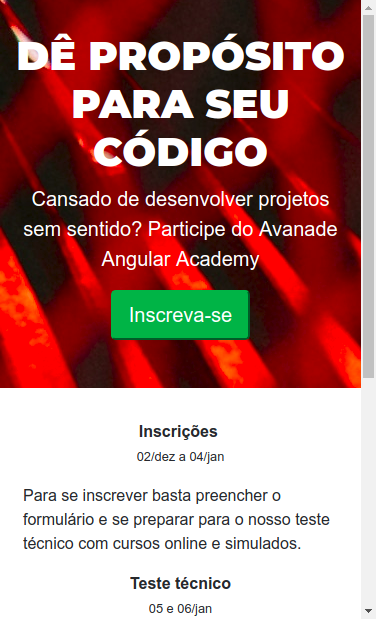 DÊ PROPÓSITO
PARA SEU
CÓDIGO
Cansado de desenvolver projetos
sem sentido? Participe do Avanade
Angular Academy
Inscreva-se
Inscrições
02/dez a 04/jan
Para se inscrever basta preencher o
formulário e se preparar para o nosso teste
técnico com cursos online e simulados.
Teste técnico
05 e 06/jan